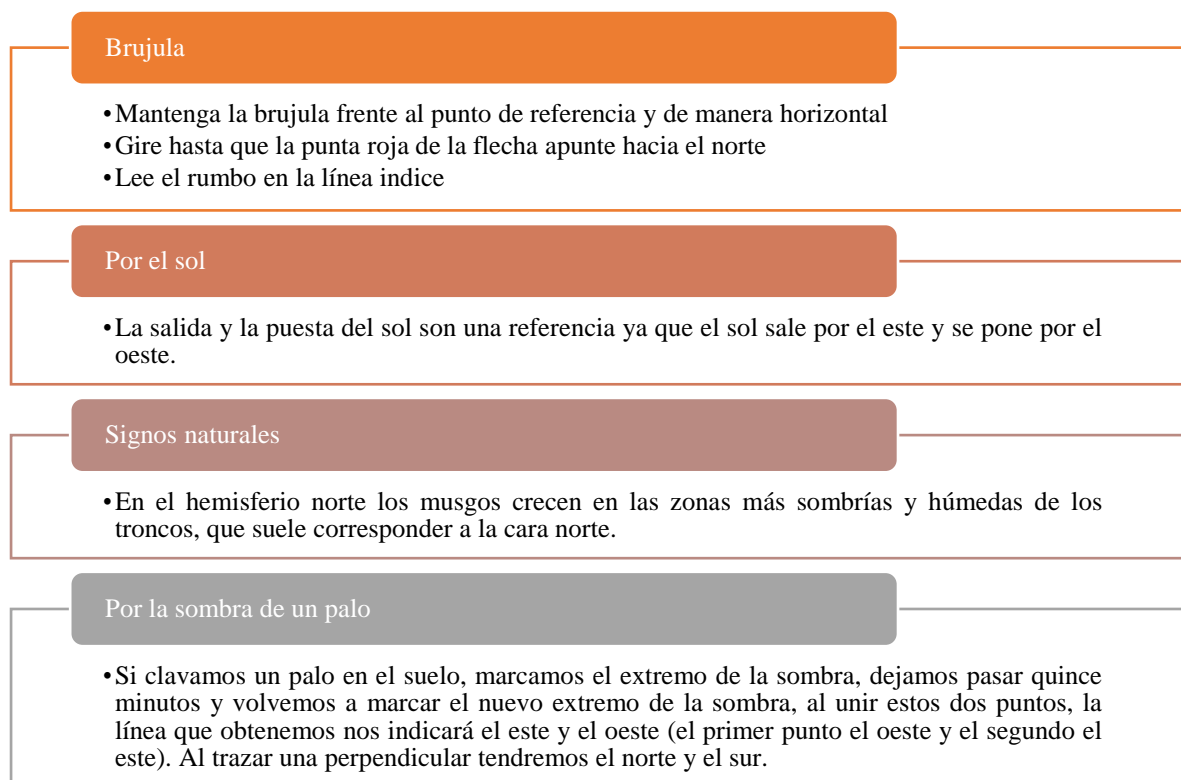 Brujula
•Mantenga la brujula frente al punto de referencia y de manera horizontal
•Gire hasta que la punta roja de la flecha apunte hacia el norte
•Lee el rumbo en la línea indice
Por el sol
•La salida y la puesta del sol son una referencia ya que el sol sale por el este y se pone por el
oeste.
Signos naturales
•En el hemisferio norte los musgos crecen en las zonas más sombrías y húmedas de los
troncos, que suele corresponder a la cara norte.
Por la sombra de un palo
•Si clavamos un palo en el suelo, marcamos el extremo de la sombra, dejamos pasar quince
minutos y volvemos a marcar el nuevo extremo de la sombra, al unir estos dos puntos, la
línea que obtenemos nos indicará el este y el oeste (el primer punto el oeste y el segundo el
este). Al trazar una perpendicular tendremos el norte y el sur.